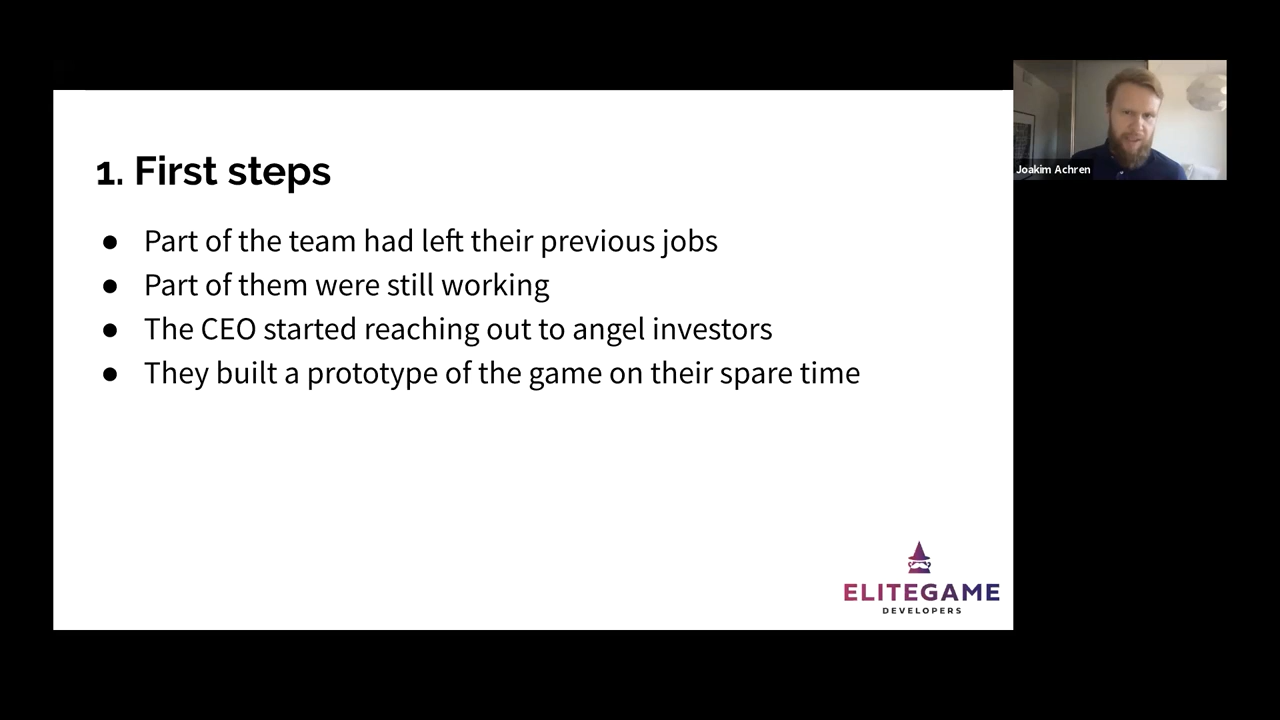 1. First steps
● Part of the team had left their previous jobs
● Part of them were still working
● The CEO started reaching out to angel investors
● They built a prototype of the game on their spare time
Joakim Achren
ELITEGAME
DEVELOPERS